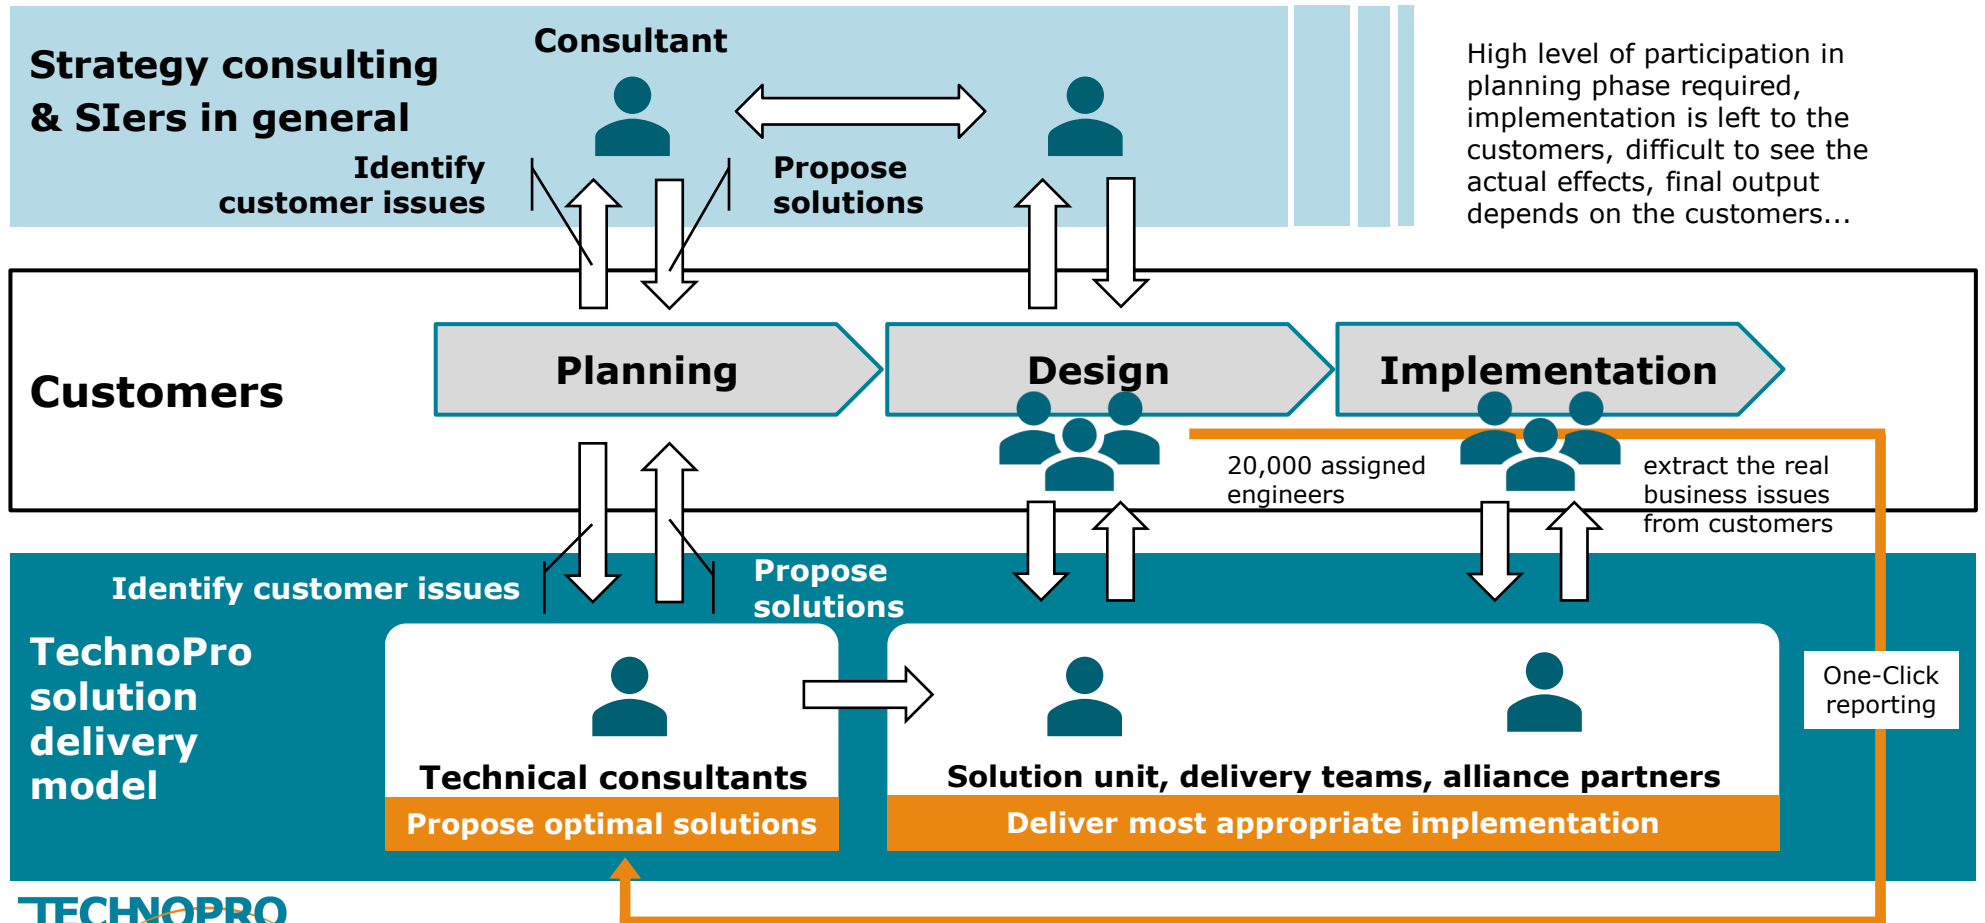 Strategy consulting
& SIers in general
Consultant
Identify
customer issues
Propose
solutions
High level of participation in
planning phase required,
implementation is left to the
customers, difficult to see the
actual effects, final output
depends on the customers...
Customers
Planning
Design
Implementation
20,000 assigned
engineers
extract the real
business issues
from customers
Identify customer issues
Propose
solutions
TechnoPro
solution
delivery
model
Technical consultants
Propose optimal solutions
Solution unit, delivery teams, alliance partners
Deliver most appropriate implementation
One-Click
reporting
TECHNOPRO